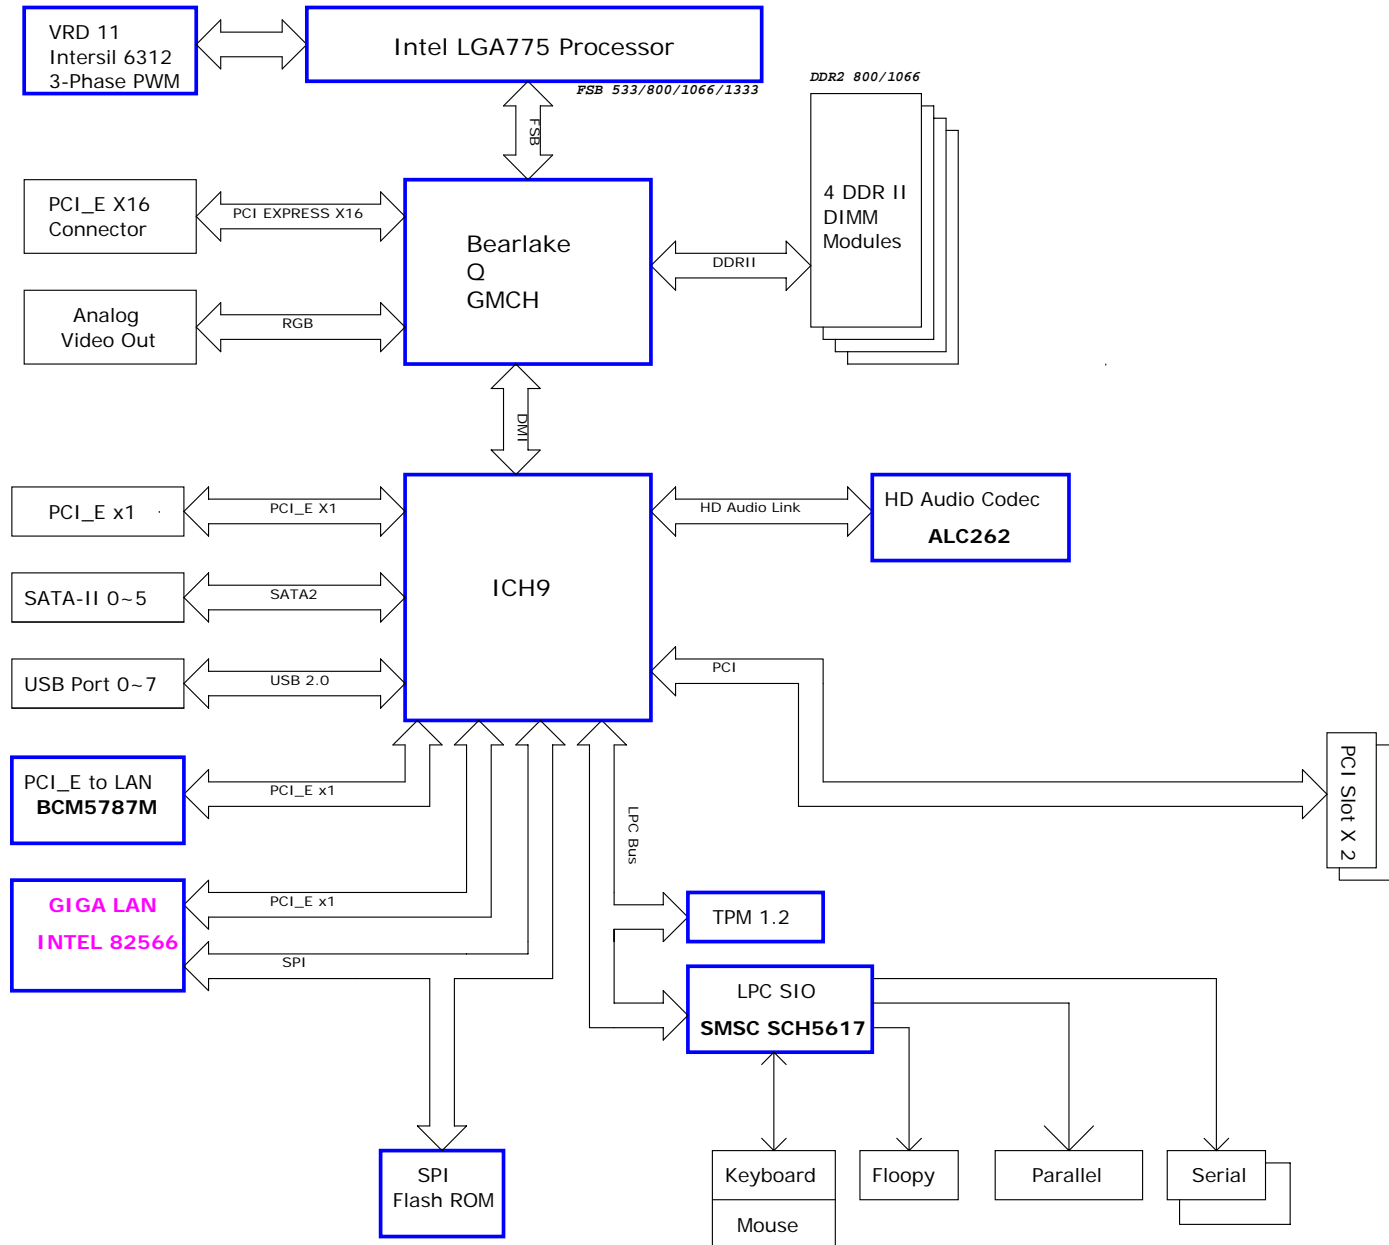 VRD 11
Intersil 6312
3-Phase PWM
Intel LGA775 Processor
FSB 533/800/1066/1333
DDR2 800/1066
FSB
4 DDR II
DIMM
Modules
PCI_E X16
Connector
PCI EXPRESS X16
Bearlake
Q
GMCH
DDRII
Analog
Video Out
RGB
DMI
PCI_E x1
PCI_E X1
HD Audio Link
HD Audio Codec
ALC262
SATA-II 0~5
SATA2
ICH9
USB Port 0~7
USB 2.0
PCI
PCI_E to LAN
BCM5787M
PCI_E x1
LPC Bus
PCI Slot X 2
GIGA LAN
INTEL 82566
PCI_E x1
SPI
TPM 1.2
LPC SIO
SMSC SCH5617
SPI
Flash ROM
Keyboard
Mouse
Floopy
Parallel
Serial